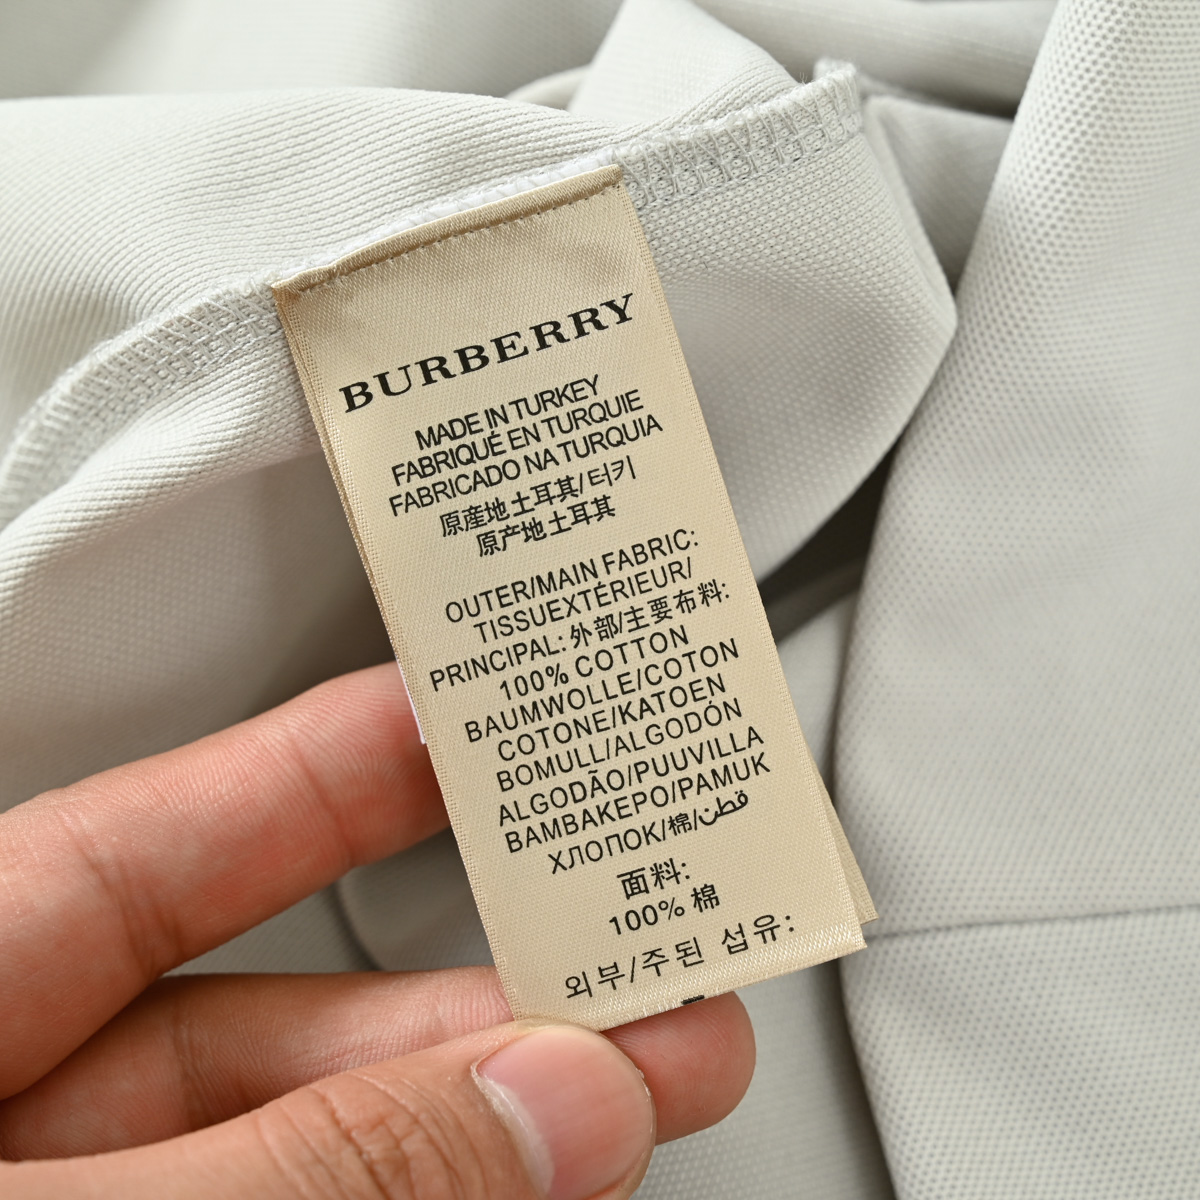 BURBERRY
MADE IN TURKEY
FABRIQUÉ EN TURQUIE
FABRICADO NA TURQUIA
原産地土耳其/터키
原产地土耳其
OUTER/MAIN FABRIC:
TISSUEXTÉRIEUR/
PRINCIPAL:外部/主要布料:
100% COTTON
BAUMWOLLE/COTON
COTONE/KATOEN
BOMULL/ALGODÓN
ALGODÃO/PUUVILLA
BAMBAKEPO/PAMUK
ХЛОПОК/棉/قطن
面料:
100% 棉
외부/주된 섬유: